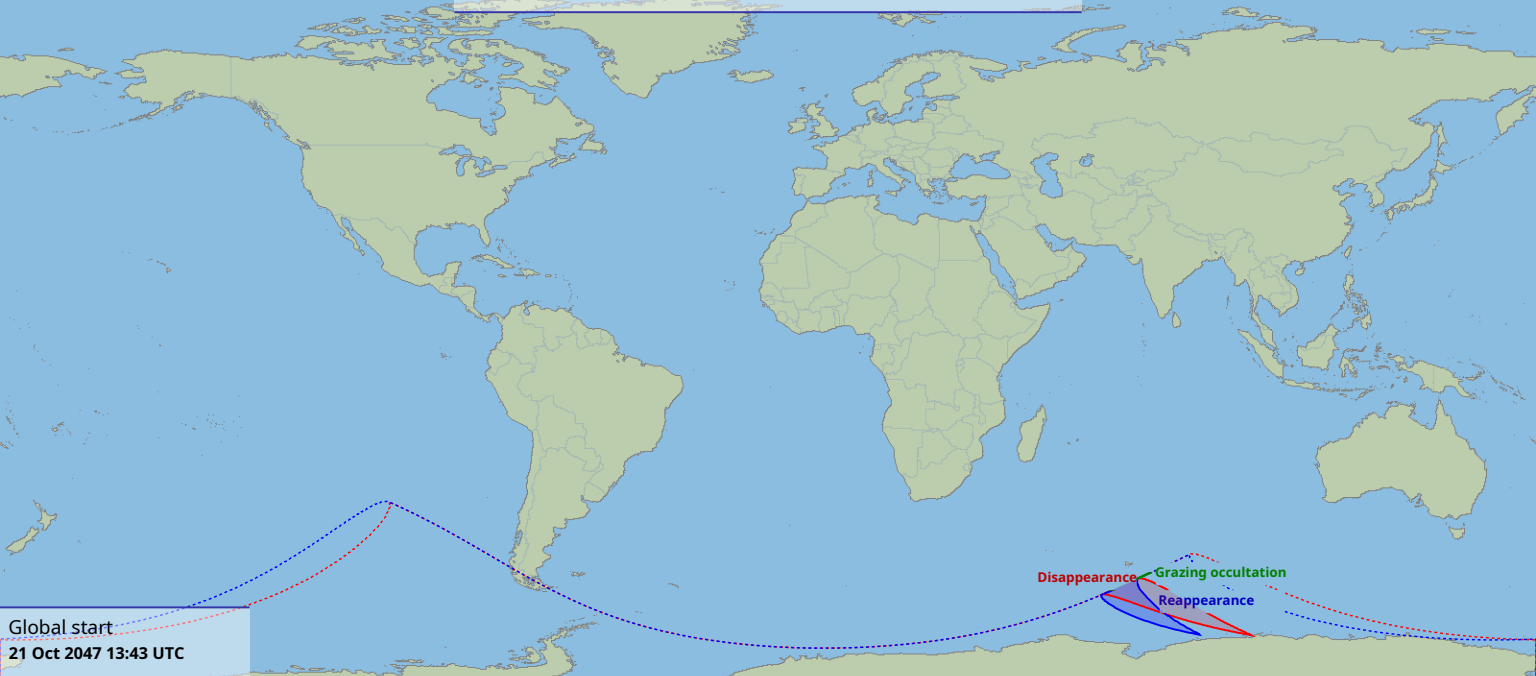 Disappearance
Grazing occultation
Reappearance
Global start
21 Oct 2047 13:43 UTC